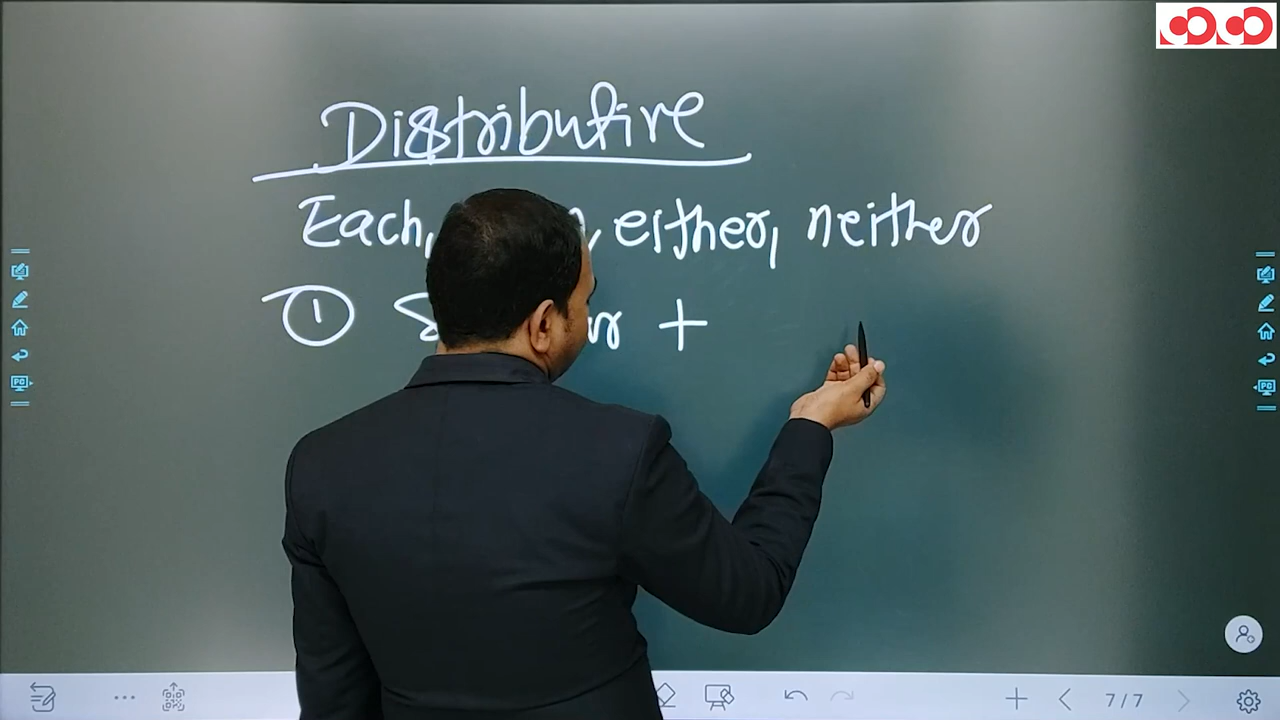 Distributive
Each, either, neither
① +
7/7